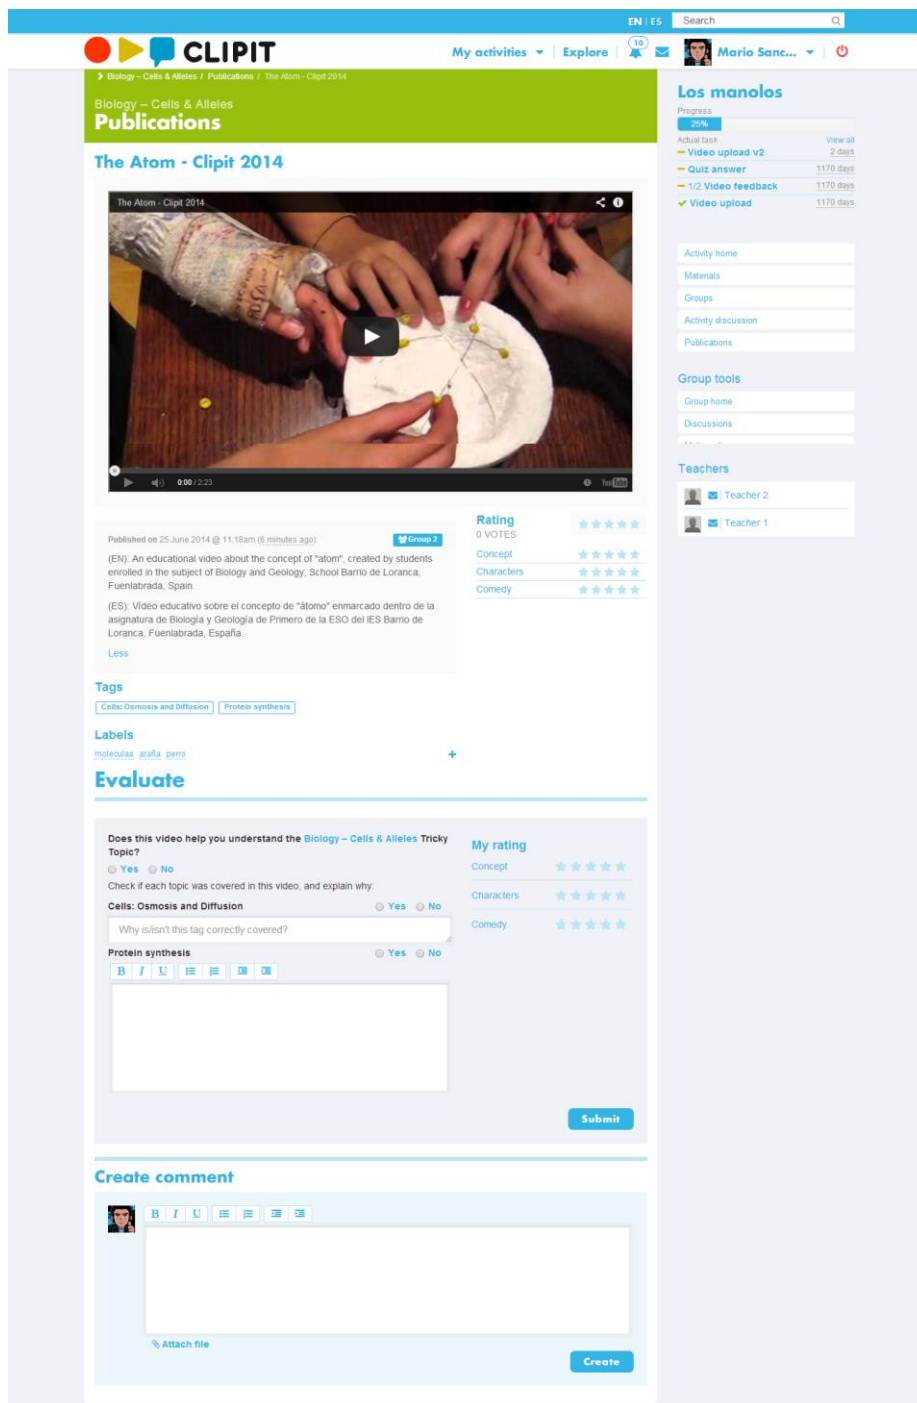 EN | ES
Search
CLIPIT
My activities
Explore
10
Mario Sanc...
Biology – Cells & Alleles / Publications / The Atom - Clipit 2014
Biology – Cells & Alleles
Publications
The Atom - Clipit 2014
The Atom - Clipit 2014
0:00 / 2:23
YouTube
Published on 25 June 2014 @ 11:18am (6 minutes ago)
Group 2
(EN): An educational video about the concept of "atom", created by students
enrolled in the subject of Biology and Geology, School Barrio de Loranca,
Fuenlabrada, Spain.
(ES): Vídeo educativo sobre el concepto de "átomo" enmarcado dentro de la
asignatura de Biología y Geología de Primero de la ESO del IES Barrio de
Loranca, Fuenlabrada, España.
Less
Rating
0 VOTES
Concept
Characters
Comedy
Tags
Cells: Osmosis and Diffusion
Protein synthesis
Labels
moleculas araña perro
+
Evaluate
Does this video help you understand the Biology – Cells & Alleles Tricky
Topic?
Yes No
Check if each topic was covered in this video, and explain why:
Cells: Osmosis and Diffusion Yes No
Why is/isn't this tag correctly covered?
Protein synthesis Yes No
B I U
My rating
Concept
Characters
Comedy
Submit
Create comment
B I U
Attach file
Create
Los manolos
Progress
25%
Actual task View all
Video upload v2 2 days
Quiz answer 1170 days
1/2 Video feedback 1170 days
Video upload 1170 days
Activity home
Materials
Groups
Activity discussion
Publications
Group tools
Group home
Discussions
Teachers
Teacher 2
Teacher 1